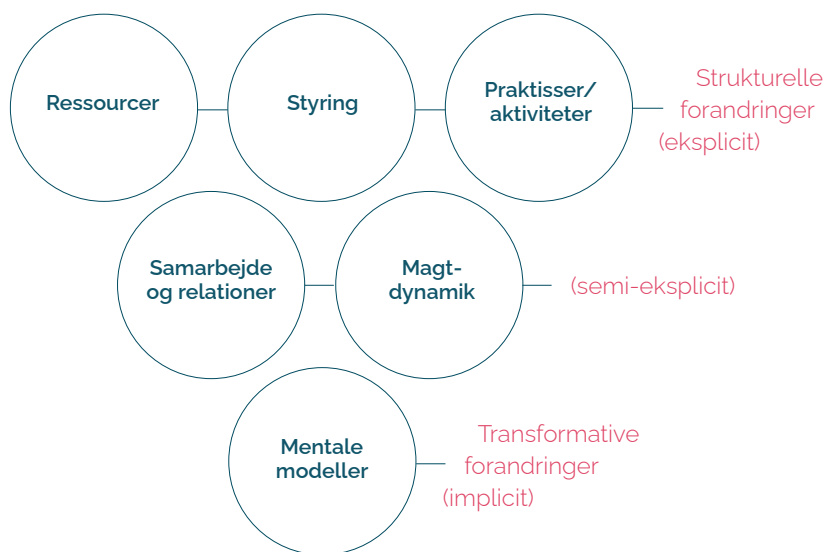 Ressourcer
Styring
Praktisser/
aktiviteter
Strukturelle
forandringer
(eksplicit)
Samarbejde
og relationer
Magt-
dynamik
(semi-eksplicit)
Mentale
modeller
Transformative
forandringer
(implicit)